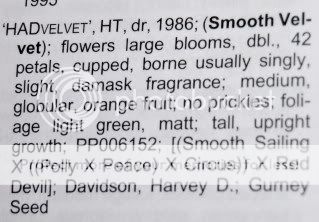 1995
‘HADVELVET’, HT, dr, 1986; (Smooth Vel-
vet); flowers large blooms, dbl., 42
petals, cupped, borne usually singly,
slight, damask fragrance; medium,
globular, orange fruit; no prickles; foli-
age light green, matt; tall, upright
growth; PP006152; [(Smooth Sailing
X ((Polly X Peace) X Circus)) X Red
Devil]; Davidson, Harvey D.; Gurney
Seed